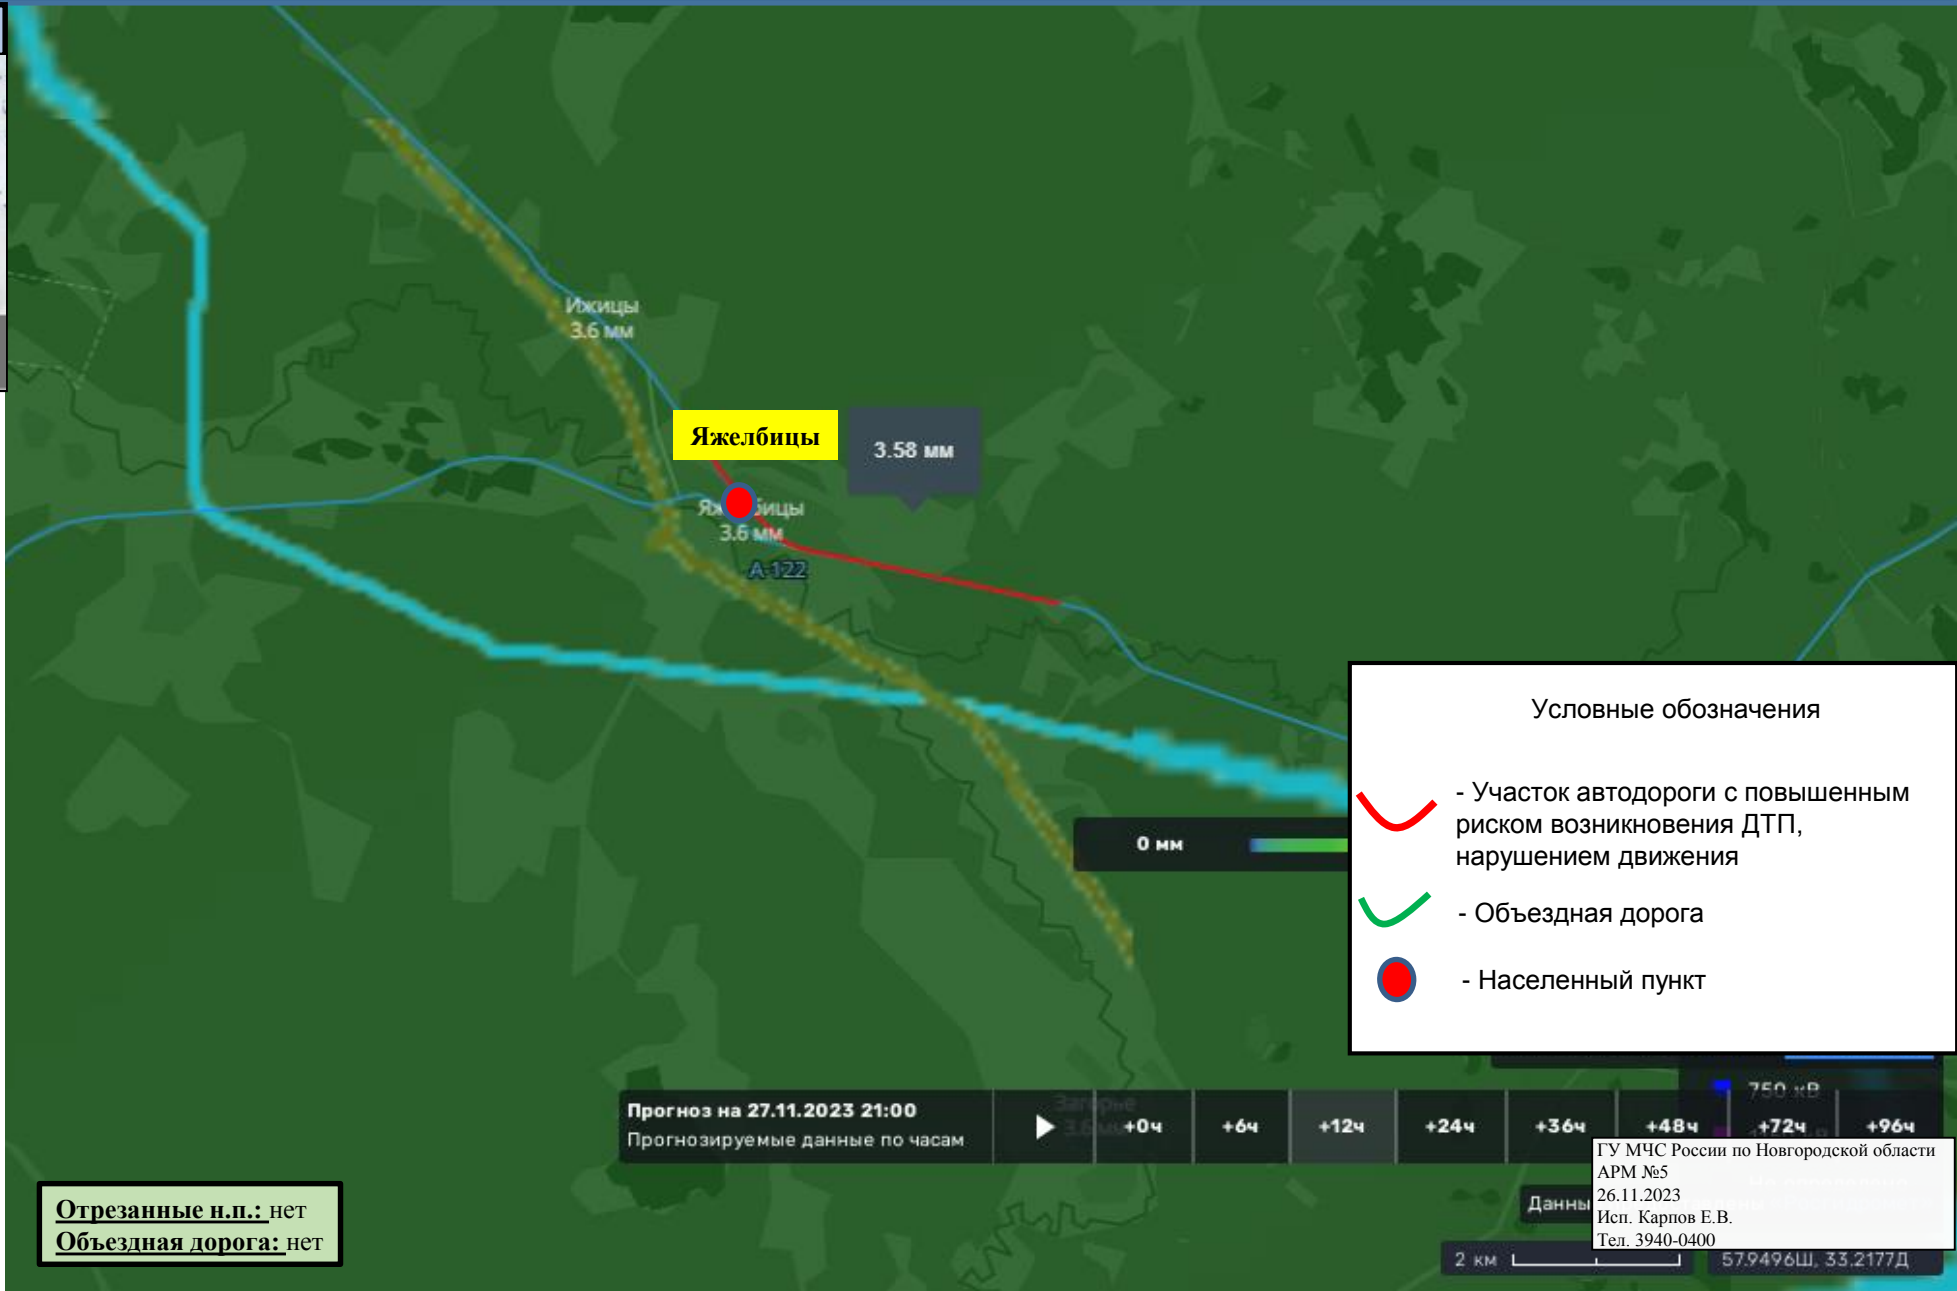 Ижицы
3.6 мм
Яжелбицы
3.58 мм
3.6 мм
A-122
Условные обозначения
- Участок автодороги с повышенным
риском возникновения ДТП,
нарушением движения
- Объездная дорога
- Населенный пункт
0 мм
750 кВ
Прогноз на 27.11.2023 21:00
Прогнозируемые данные по часам
Загорье
3.6 мм
+0ч
+6ч
+12ч
+24ч
+36ч
+48ч
+72ч
+96ч
ГУ МЧС России по Новгородской области
АРМ №5
26.11.2023
Исп. Карпов Е.В.
Тел. 3940-0400
Отрезанные н.п.: нет
Объездная дорога: нет
2 км
57.9496Ш, 33.2177Д